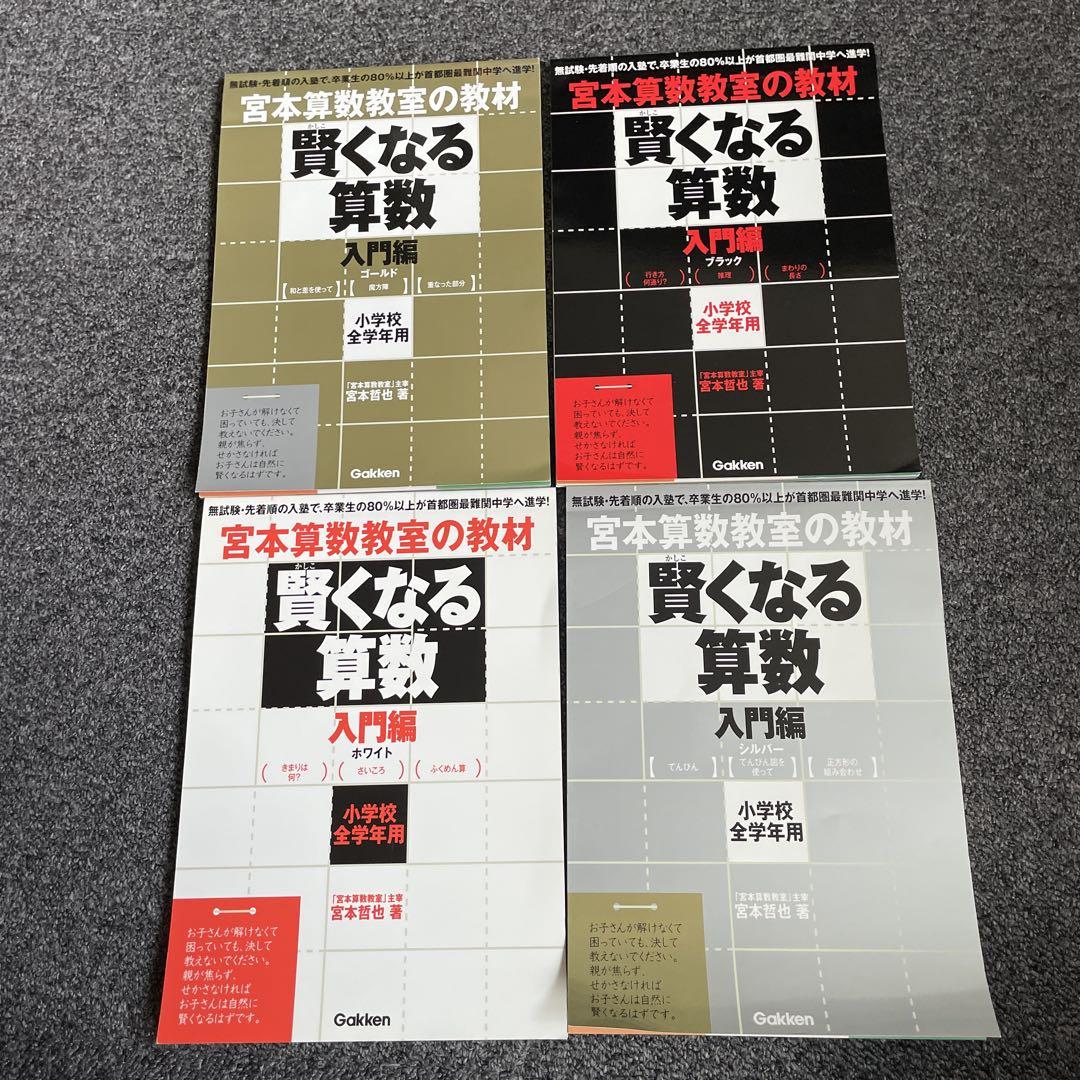 無試験・先着順の入塾で、卒業生の80%以上が首都圏最難関中学へ進学!
宮本算数教室の教材
かしこ
賢くなる
算数
入門編
ゴールド
【和と差を使って】【魔方陣】【重なった部分】
小学校
全学年用
「宮本算数教室」主宰
宮本哲也 著
お子さんが解けなくて
困っていても、決して
教えないでください。
親が焦らず、
せかさなければ
お子さんは自然に
賢くなるはずです。
Gakken
無試験・先着順の入塾で、卒業生の80%以上が首都圏最難関中学へ進学!
宮本算数教室の教材
かしこ
賢くなる
算数
入門編
ブラック
(行き方
何通り?)(推理)(まわりの
長さ)
小学校
全学年用
「宮本算数教室」主宰
宮本哲也 著
お子さんが解けなくて
困っていても、決して
教えないでください。
親が焦らず、
せかさなければ
お子さんは自然に
賢くなるはずです。
Gakken
無試験・先着順の入塾で、卒業生の80%以上が首都圏最難関中学へ進学!
宮本算数教室の教材
かしこ
賢くなる
算数
入門編
ホワイト
(きまりは
何?)(さいころ)(ふくめん算)
小学校
全学年用
「宮本算数教室」主宰
宮本哲也 著
お子さんが解けなくて
困っていても、決して
教えないでください。
親が焦らず、
せかさなければ
お子さんは自然に
賢くなるはずです。
Gakken
無試験・先着順の入塾で、卒業生の80%以上が首都圏最難関中学へ進学!
宮本算数教室の教材
かしこ
賢くなる
算数
入門編
シルバー
【てんびん】【てんびん図を
使って】【正方形の
組み合わせ】
小学校
全学年用
「宮本算数教室」主宰
宮本哲也 著
お子さんが解けなくて
困っていても、決して
教えないでください。
親が焦らず、
せかさなければ
お子さんは自然に
賢くなるはずです。
Gakken